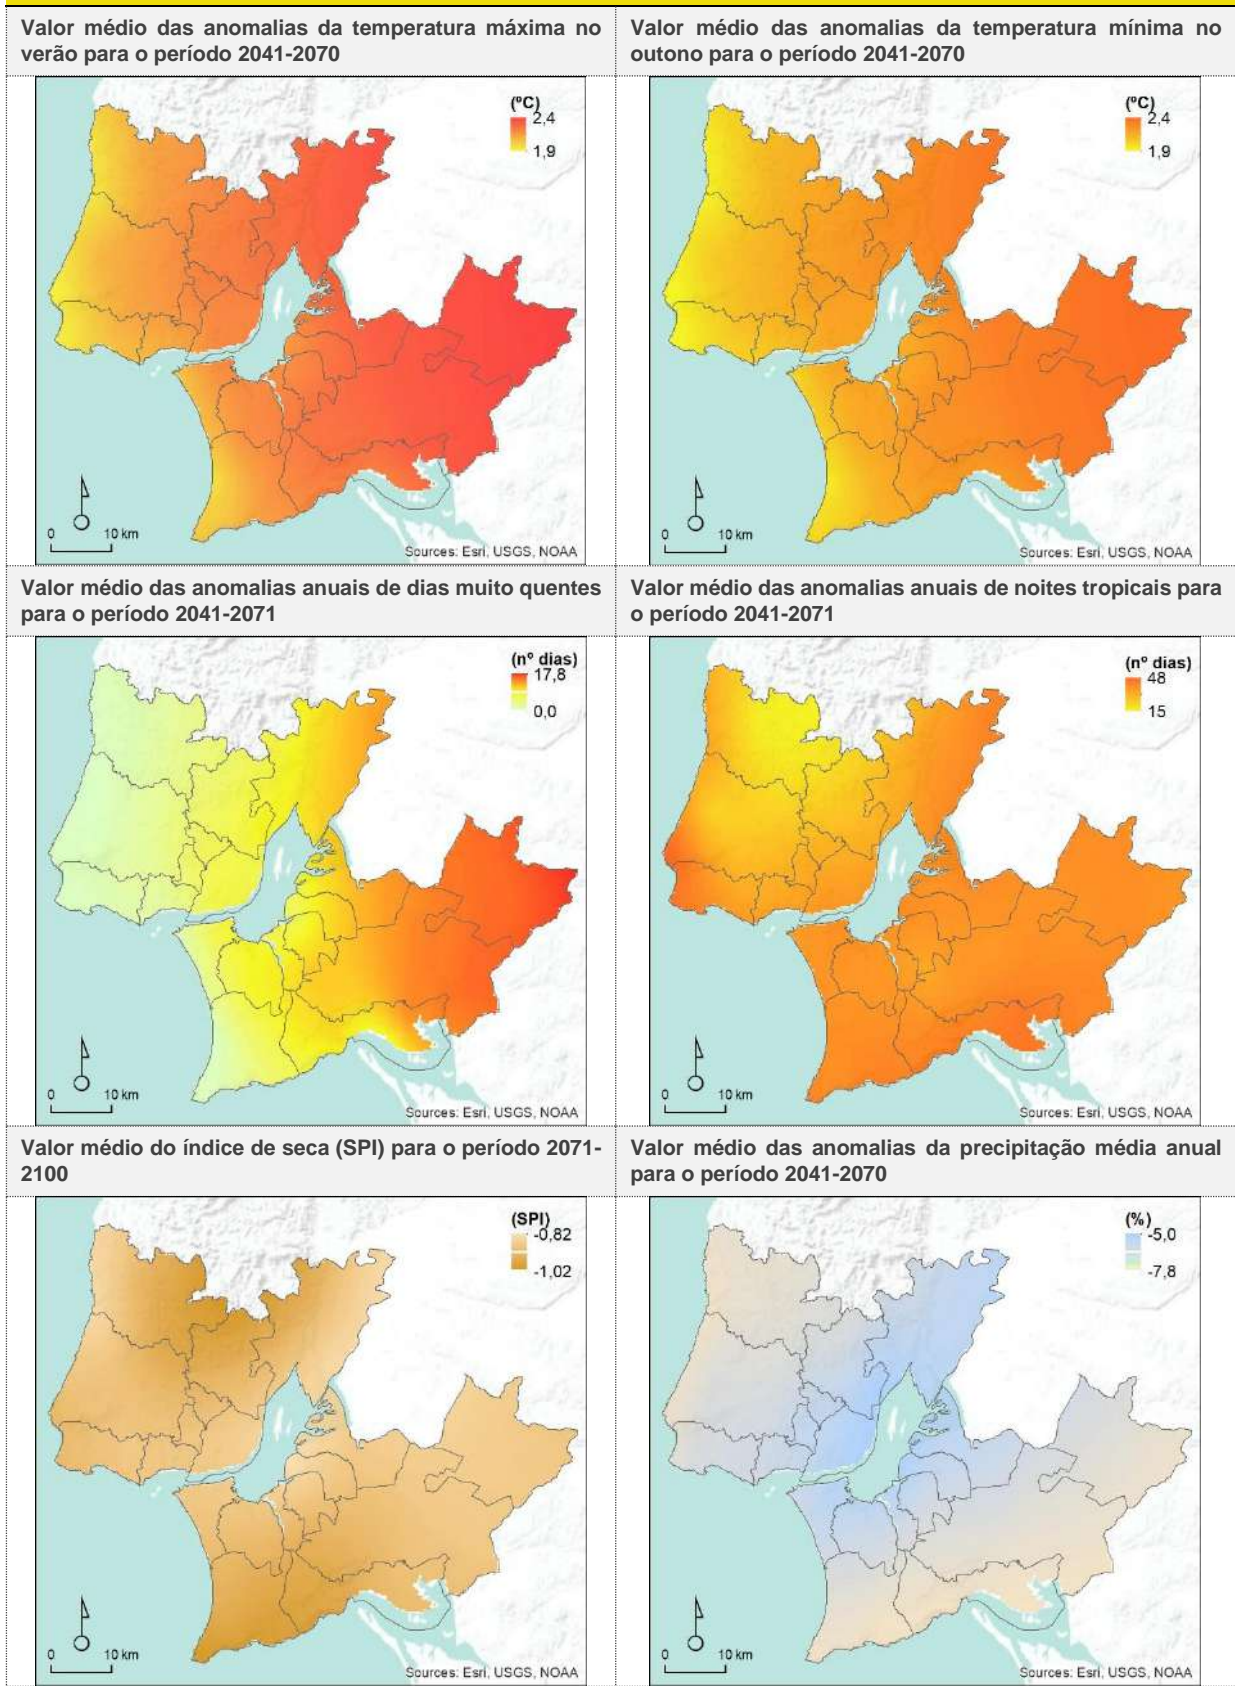 Valor médio das anomalias da temperatura máxima no
verão para o período 2041-2070
Valor médio das anomalias da temperatura mínima no
outono para o período 2041-2070
(ºC)
2,4
1,9
0 10 km
Sources: Esri, USGS, NOAA
(ºC)
2,4
1,9
0 10 km
Sources: Esri, USGS, NOAA
Valor médio das anomalias anuais de dias muito quentes
para o período 2041-2071
Valor médio das anomalias anuais de noites tropicais para
o período 2041-2071
(nº dias)
17,8
0,0
0 10 km
Sources: Esri, USGS, NOAA
(nº dias)
48
15
0 10 km
Sources: Esri, USGS, NOAA
Valor médio do índice de seca (SPI) para o período 2071-
2100
Valor médio das anomalias da precipitação média anual
para o período 2041-2070
(SPI)
-0,82
-1,02
0 10 km
Sources: Esri, USGS, NOAA
(%)
-5,0
-7,8
0 10 km
Sources: Esri, USGS, NOAA